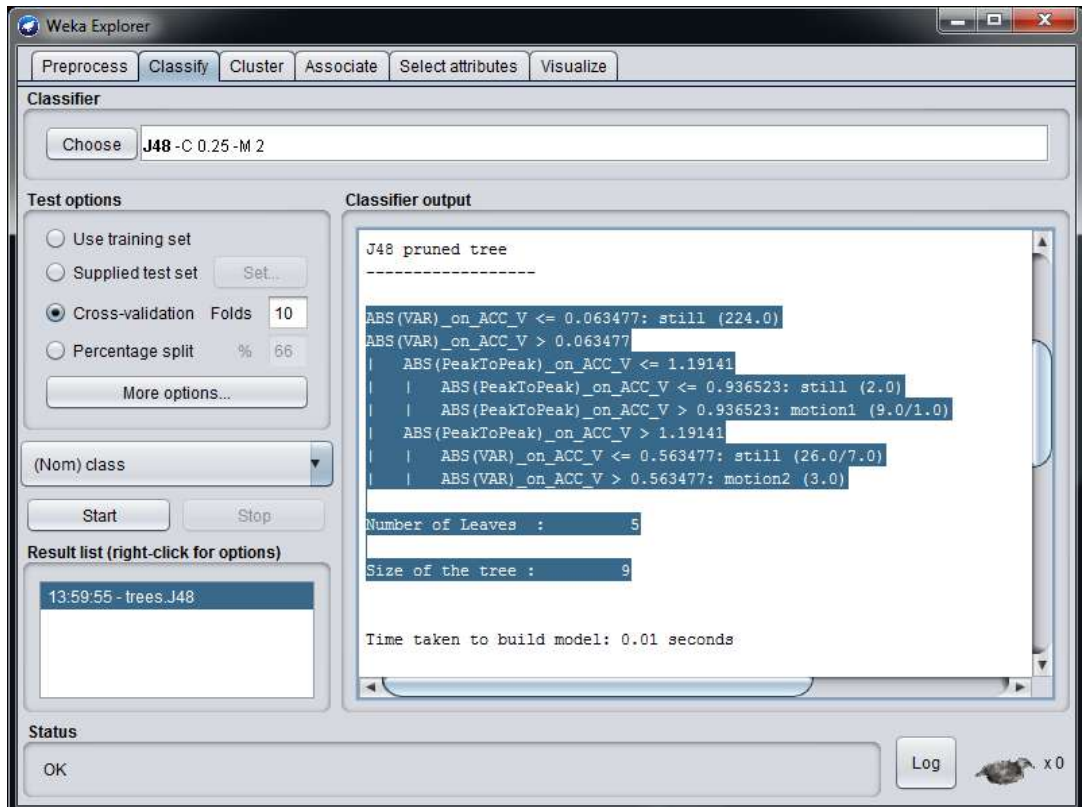 Weka Explorer
Preprocess Classify Cluster Associate Select attributes Visualize
Classifier
Choose J48 -C 0.25 -M 2
Test options
Use training set
Supplied test set Set...
Cross-validation Folds 10
Percentage split % 66
More options...
(Nom) class
Start Stop
Result list (right-click for options)
13:59:55 - trees.J48
Classifier output
J48 pruned tree
------------------
ABS(VAR)_on_ACC_V <= 0.063477: still (224.0)
ABS(VAR)_on_ACC_V > 0.063477
|   ABS(PeakToPeak)_on_ACC_V <= 1.19141
|   |   ABS(PeakToPeak)_on_ACC_V <= 0.936523: still (2.0)
|   |   ABS(PeakToPeak)_on_ACC_V > 0.936523: motion1 (9.0/1.0)
|   ABS(PeakToPeak)_on_ACC_V > 1.19141
|   |   ABS(VAR)_on_ACC_V <= 0.563477: still (26.0/7.0)
|   |   ABS(VAR)_on_ACC_V > 0.563477: motion2 (3.0)
Number of Leaves  :         5
Size of the tree :         9
Time taken to build model: 0.01 seconds
Status
OK
Log
x 0